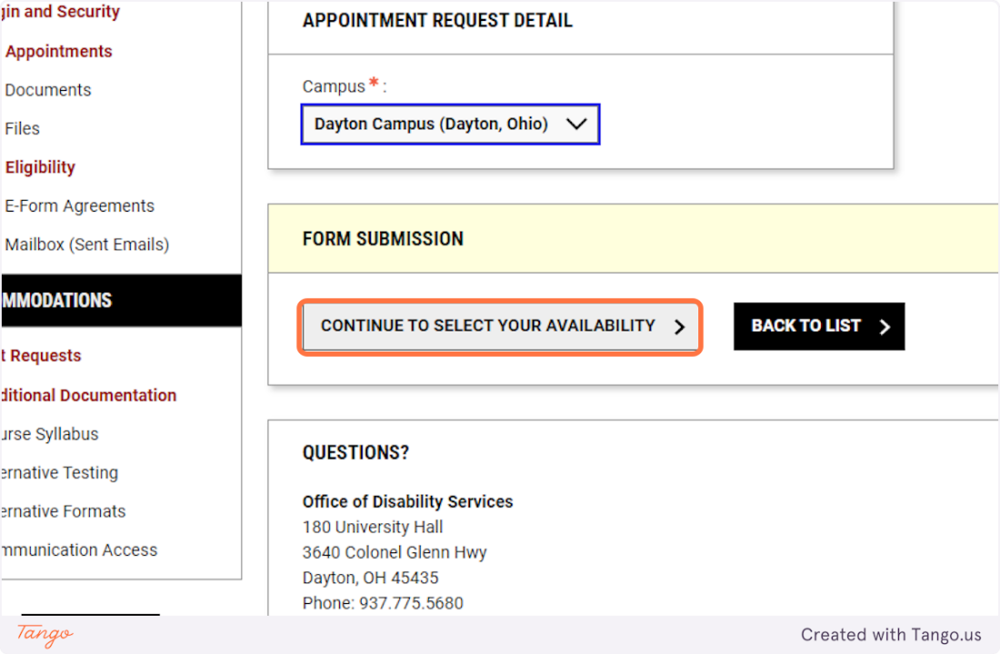 gin and Security
Appointments
Documents
Files
Eligibility
E-Form Agreements
Mailbox (Sent Emails)
MMODATIONS
t Requests
ditional Documentation
urse Syllabus
ernative Testing
ernative Formats
mmunication Access
APPOINTMENT REQUEST DETAIL
Campus * :
Dayton Campus (Dayton, Ohio)
FORM SUBMISSION
CONTINUE TO SELECT YOUR AVAILABILITY
BACK TO LIST
QUESTIONS?
Office of Disability Services
180 University Hall
3640 Colonel Glenn Hwy
Dayton, OH 45435
Phone: 937.775.5680
Tango
Created with Tango.us